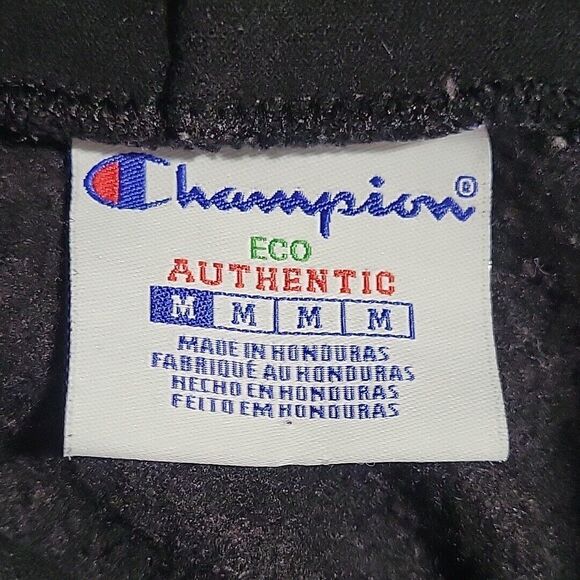 Champion®
ECO
AUTHENTIC
M M M M
MADE IN HONDURAS
FABRIQUÉ AU HONDURAS
HECHO EN HONDURAS
FEITO EM HONDURAS